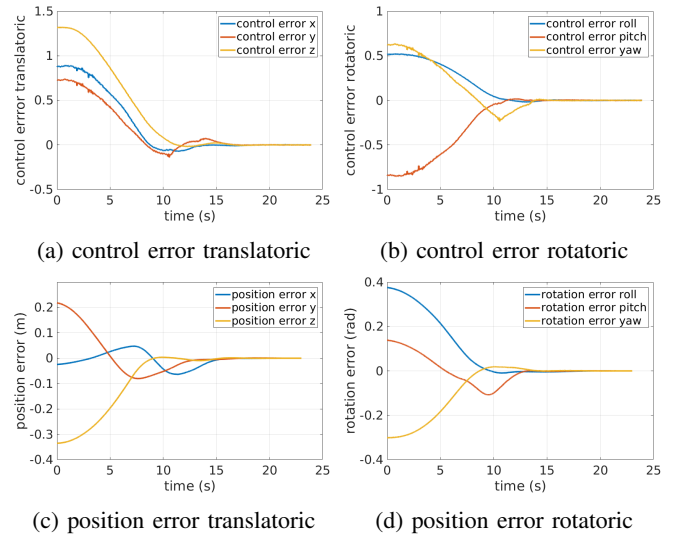 control errror translatoric
1.5
1
0.5
0
-0.5
0 5 10 15 20 25
time (s)
control error x
control error y
control error z
(a) control error translatoric
control errror rotatoric
1
0.5
0
-0.5
-1
0 5 10 15 20 25
time (s)
control error roll
control error pitch
control error yaw
(b) control error rotatoric
position error (m)
0.2
0.1
0
-0.1
-0.2
-0.3
-0.4
0 5 10 15 20 25
time (s)
position error x
position error y
position error z
(c) position error translatoric
rotation error (rad)
0.4
0.2
0
-0.2
-0.4
0 5 10 15 20 25
time (s)
rotation error roll
rotation error pitch
rotation error yaw
(d) position error rotatoric